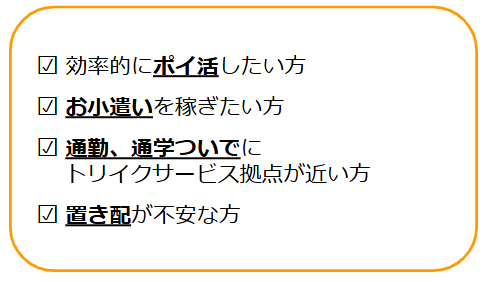 ☑ 効率的にポイ活したい方
☑ お小遣いを稼ぎたい方
☑ 通勤、通学ついでに
トリイクサービス拠点が近い方
☑ 置き配が不安な方